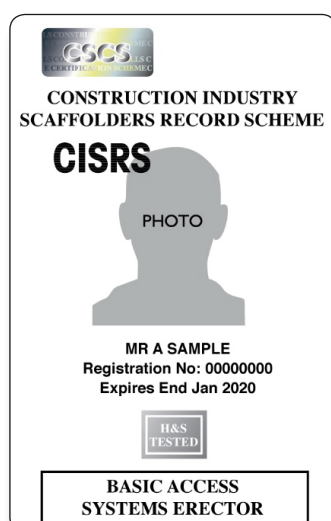 CSCS
CONSTRUCTION INDUSTRY
SCAFFOLDERS RECORD SCHEME
CISRS
PHOTO
MR A SAMPLE
Registration No: 00000000
Expires End Jan 2020
H&S
TESTED
BASIC ACCESS
SYSTEMS ERECTOR